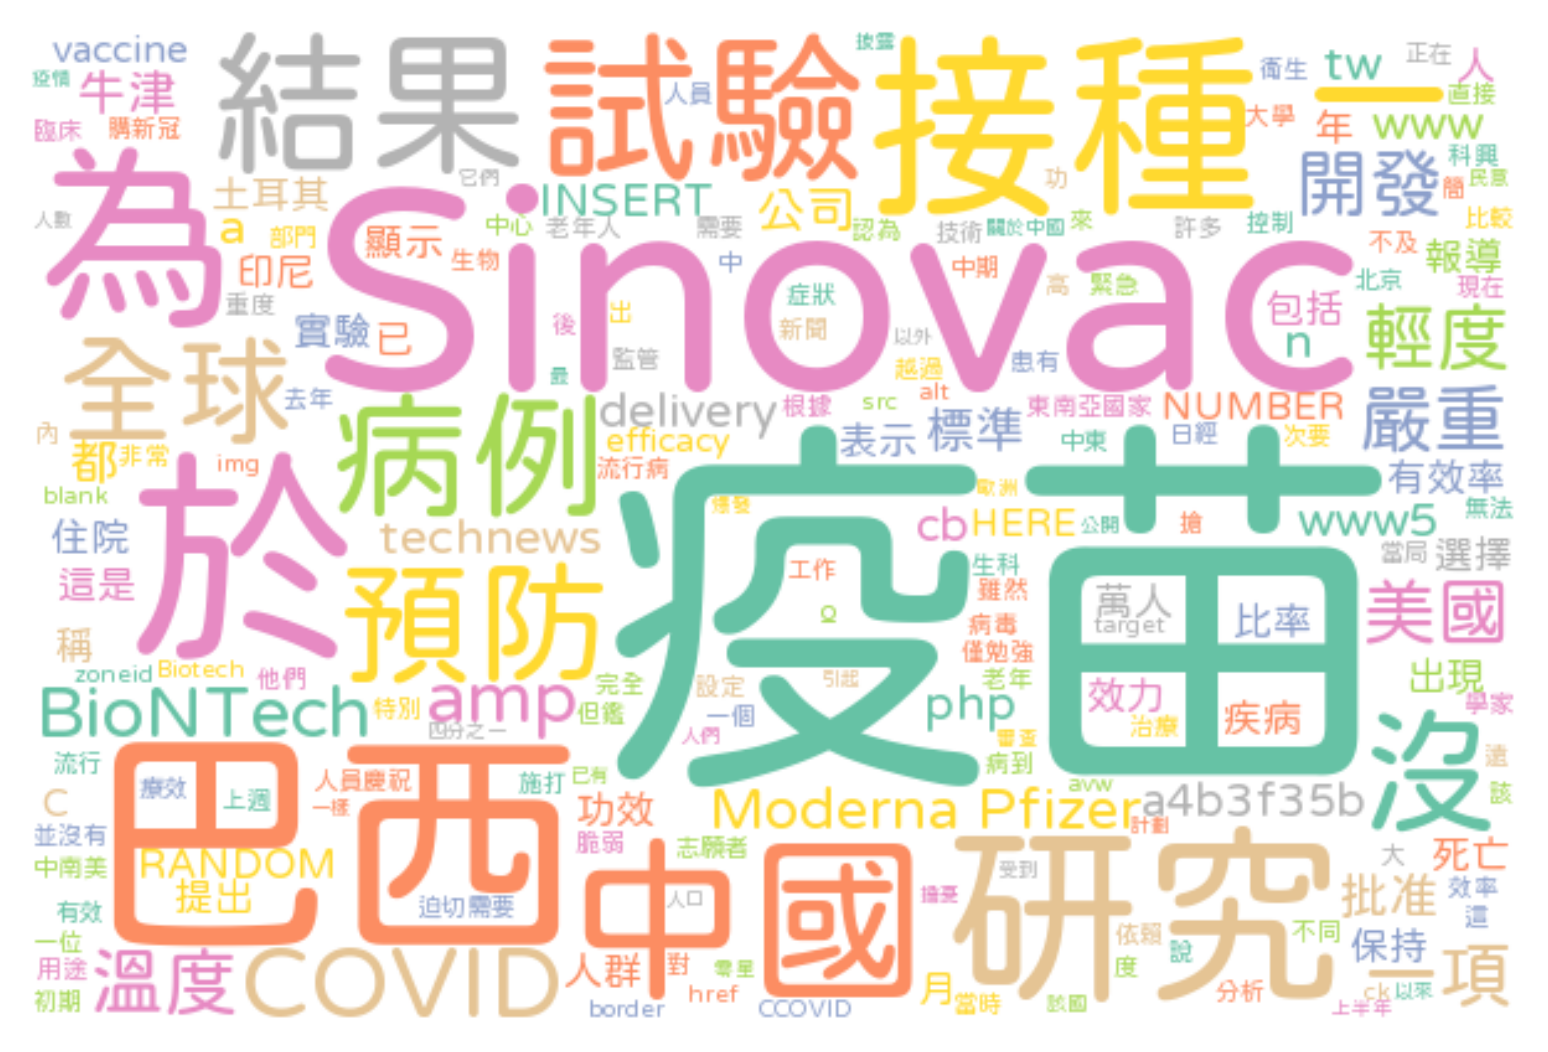 vaccine
疫情
牛津
臨床
購新冠
結果
試驗
人員
披露
接種
一
衛生
tw
正在
人
直接
大學
年
www
科興
民意
簡
開發
比較
為
土耳其
它們
INSERT
公司
功
人數
a
部門
顯示
中心
老年人
需要
認為
技術
關於中國
來
許多
控制
不及
報導
印尼
生物
中
中期
高
緊急
北京
現在
重度
Sinovac
症狀
包括
實驗
已
後
出
新聞
以外
n
輕度
監管
越過
患有
最
全球
去年
病例
delivery
根據
src
alt
東南亞國家
NUMBER
嚴重
內
都
非常
img
efficacy
表示
標準
中東
日經
次要
流行病
有效率
blank
於
爆發
歐洲
住院
technews
疫苗
cb
HERE
公開
搶
www5
無法
當局
選擇
這是
預防
工作
生科
雖然
萬人
target
比率
美國
稱
病毒
僅勉強
zoneid
Biotech
他們
引起
老年
出現
BioNTech
特別
amp
完全
但鑑
設定
一個
php
效力
治療
疾病
學家
四分之一
人們
審查
流行
巴西
人員慶祝
施打
已有
病到
avw
沒
遠
該
療效
上週
C
一樣
功效
Moderna
Pfizer
計劃
a4b3f35b
並沒有
脆弱
志願者
中南美
RANDOM
提出
中國
受到
研究
大
死亡
批准
效率
這
有效
迫切需要
人口
擔憂
依賴
不同
保持
一位
說
用途
溫度
COVID
人群
對
零星
度
一項
初期
href
月
當時
分析
ck
以來
border
CCOVID
該國
上半年